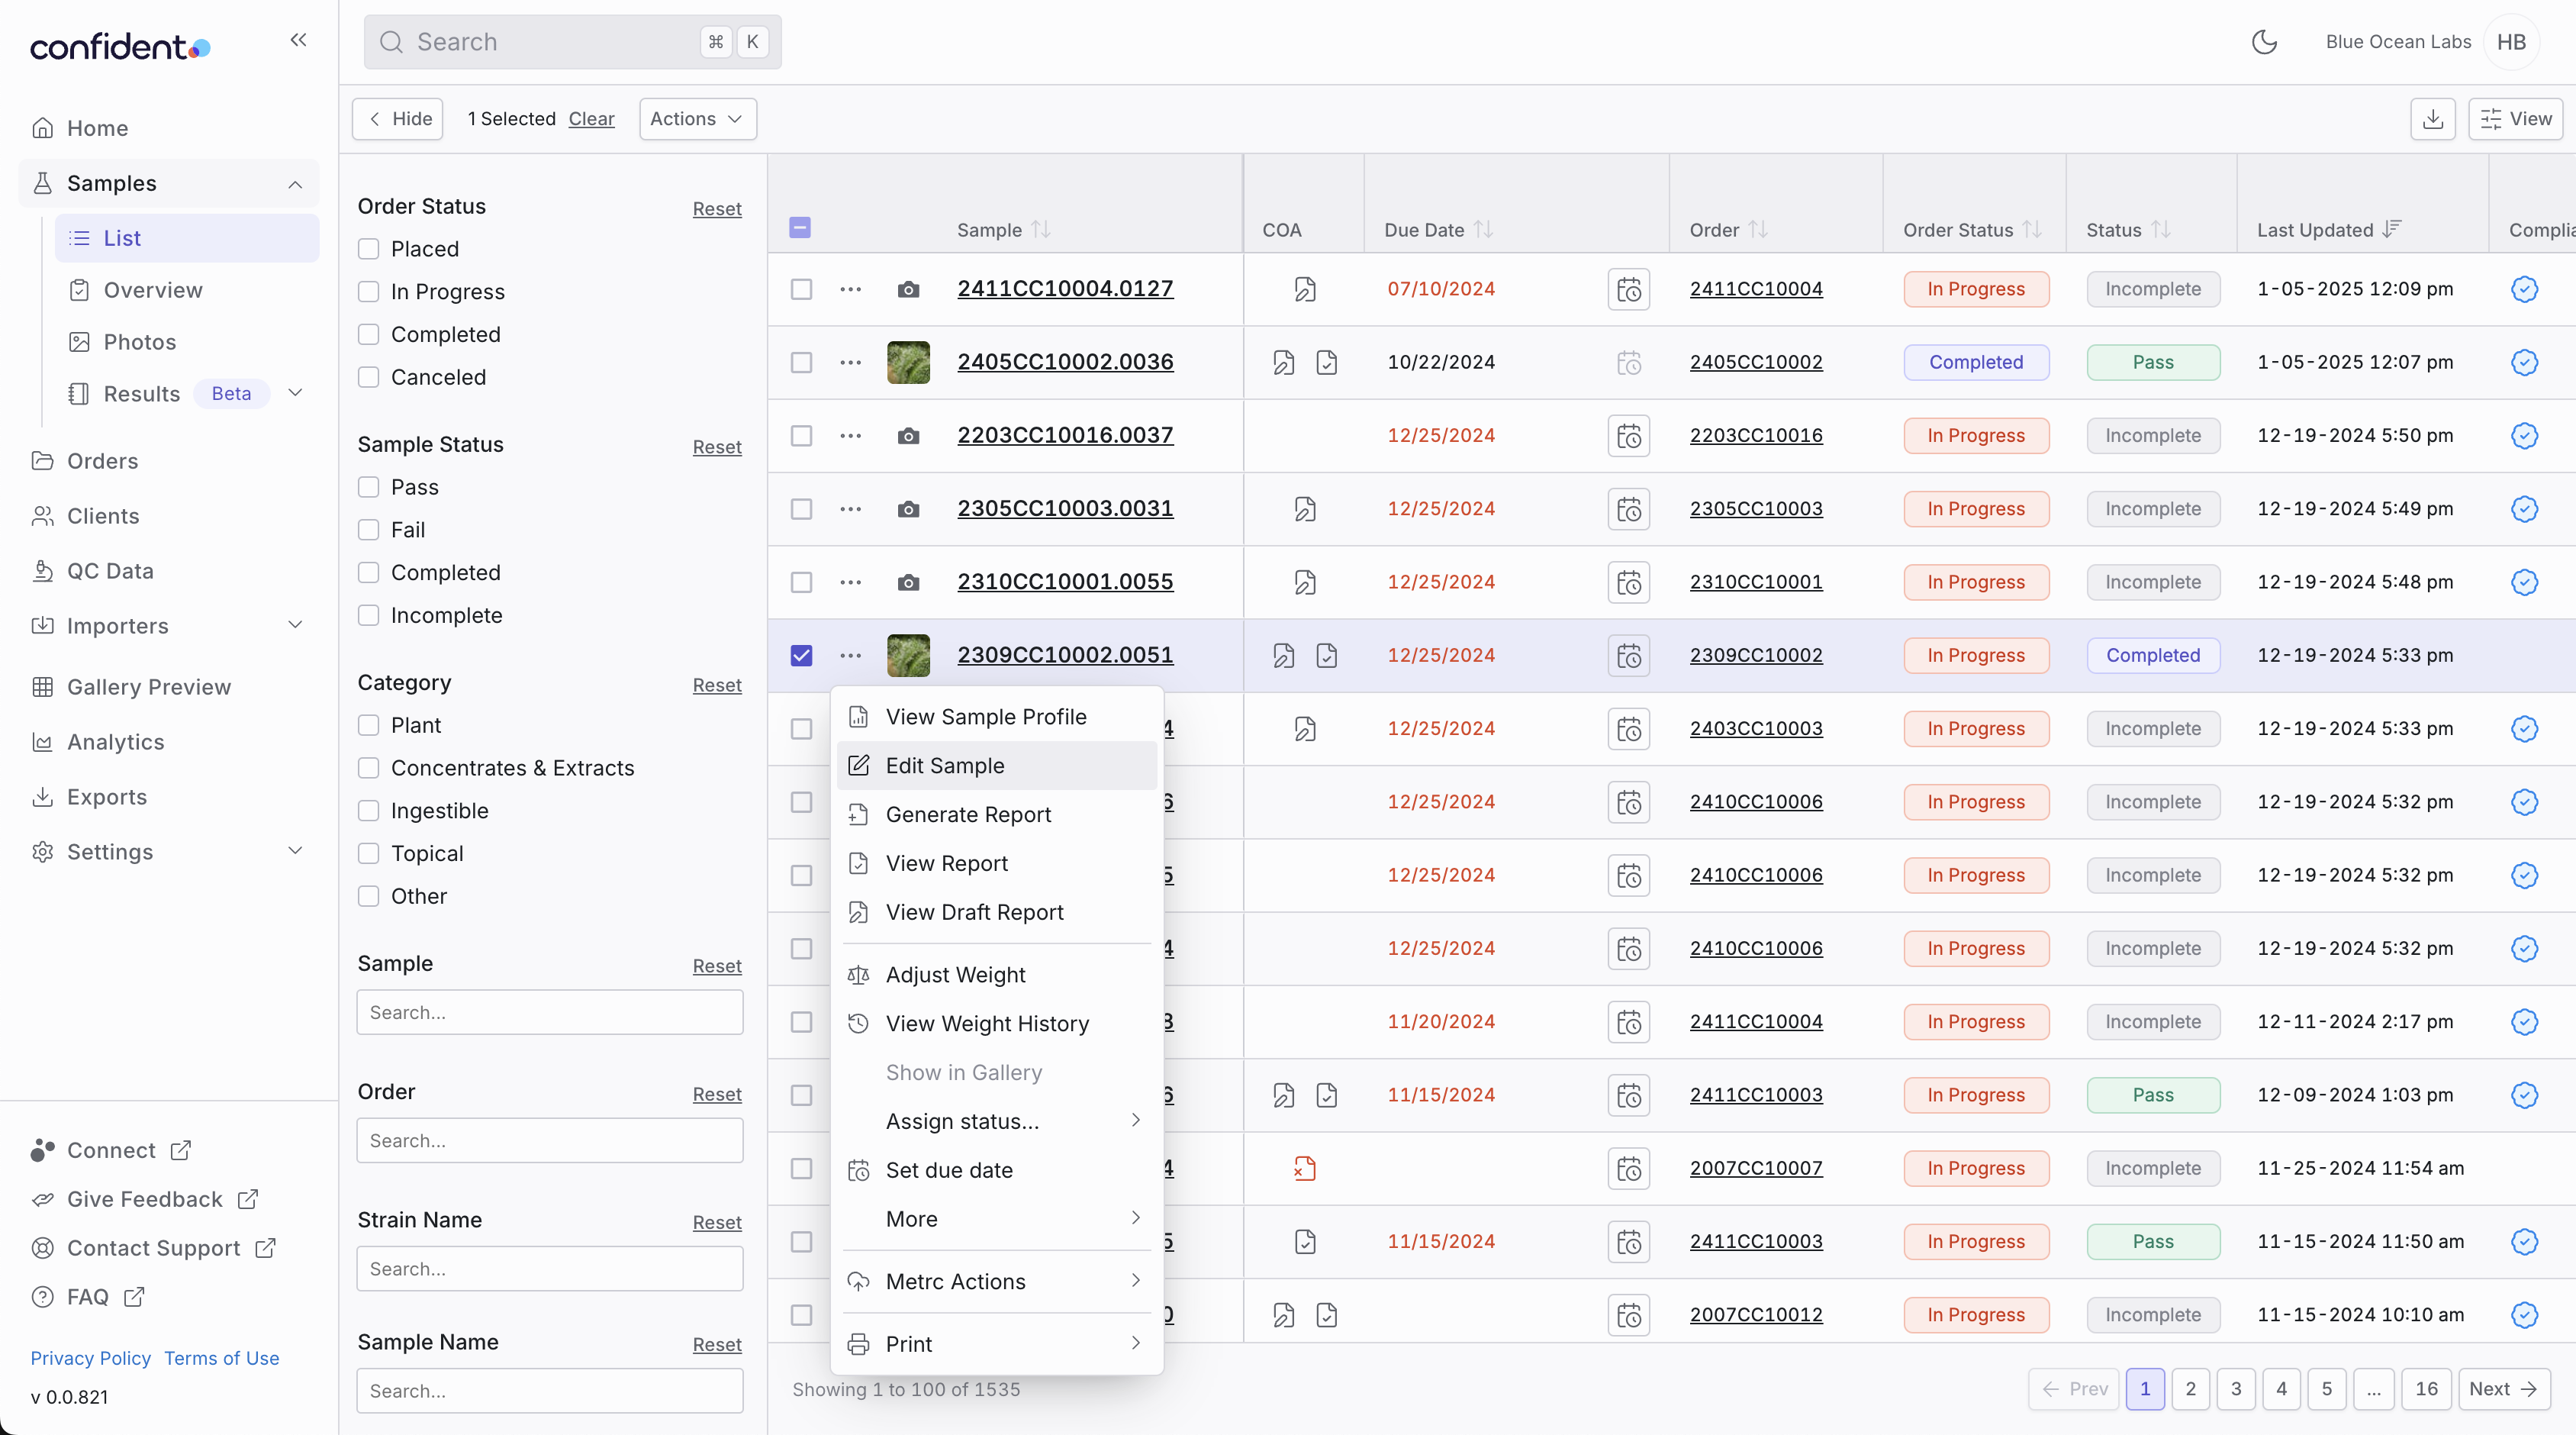 confident
Search ⌘ K
Blue Ocean Labs HB
Home
Samples
List
Overview
Photos
Results Beta
Orders
Clients
QC Data
Importers
Gallery Preview
Analytics
Exports
Settings
Connect
Give Feedback
Contact Support
FAQ
Privacy Policy Terms of Use
v 0.0.821
Hide 1 Selected Clear Actions View
Order Status Reset
Placed
In Progress
Completed
Canceled
Sample Status Reset
Pass
Fail
Completed
Incomplete
Category Reset
Plant
Concentrates & Extracts
Ingestible
Topical
Other
Sample Reset
Search...
Order Reset
Search...
Strain Name Reset
Search...
Sample Name Reset
Search...
Sample COA Due Date Order Order Status Status Last Updated Complia
2411CC10004.0127 07/10/2024 2411CC10004 In Progress Incomplete 1-05-2025 12:09 pm
2405CC10002.0036 10/22/2024 2405CC10002 Completed Pass 1-05-2025 12:07 pm
2203CC10016.0037 12/25/2024 2203CC10016 In Progress Incomplete 12-19-2024 5:50 pm
2305CC10003.0031 12/25/2024 2305CC10003 In Progress Incomplete 12-19-2024 5:49 pm
2310CC10001.0055 12/25/2024 2310CC10001 In Progress Incomplete 12-19-2024 5:48 pm
2309CC10002.0051 12/25/2024 2309CC10002 In Progress Completed 12-19-2024 5:33 pm
4 12/25/2024 2403CC10003 In Progress Incomplete 12-19-2024 5:33 pm
6 12/25/2024 2410CC10006 In Progress Incomplete 12-19-2024 5:32 pm
5 12/25/2024 2410CC10006 In Progress Incomplete 12-19-2024 5:32 pm
4 12/25/2024 2410CC10006 In Progress Incomplete 12-19-2024 5:32 pm
3 11/20/2024 2411CC10004 In Progress Incomplete 12-11-2024 2:17 pm
6 11/15/2024 2411CC10003 In Progress Pass 12-09-2024 1:03 pm
4 2007CC10007 In Progress Incomplete 11-25-2024 11:54 am
5 11/15/2024 2411CC10003 In Progress Pass 11-15-2024 11:50 am
0 2007CC10012 In Progress Incomplete 11-15-2024 10:10 am
View Sample Profile
Edit Sample
Generate Report
View Report
View Draft Report
Adjust Weight
View Weight History
Show in Gallery
Assign status...
Set due date
More
Metrc Actions
Print
Showing 1 to 100 of 1535
Prev 1 2 3 4 5 ... 16 Next